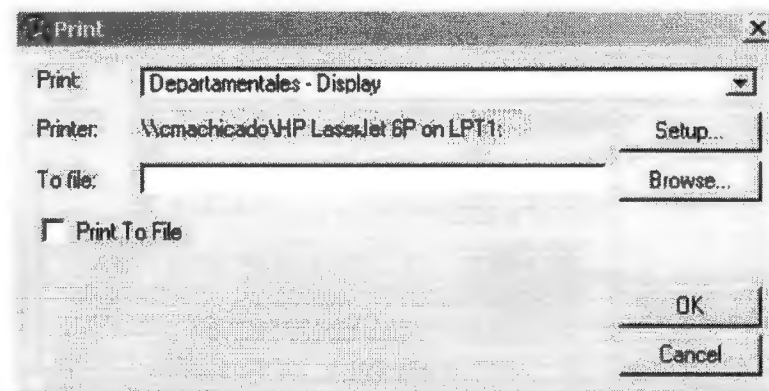 Print
Print: Departamentales - Display
Printer: \\cmachicado\HP LaserJet 6P on LPT1: Setup...
To file: Browse...
Print To File
OK
Cancel